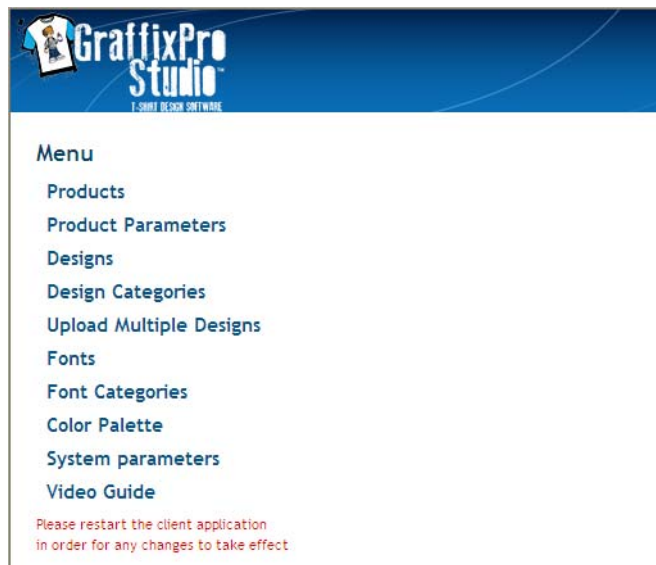 GraffixPro
Studio™
T-SHIRT DESIGN SOFTWARE
Menu
Products
Product Parameters
Designs
Design Categories
Upload Multiple Designs
Fonts
Font Categories
Color Palette
System parameters
Video Guide
Please restart the client application
in order for any changes to take effect